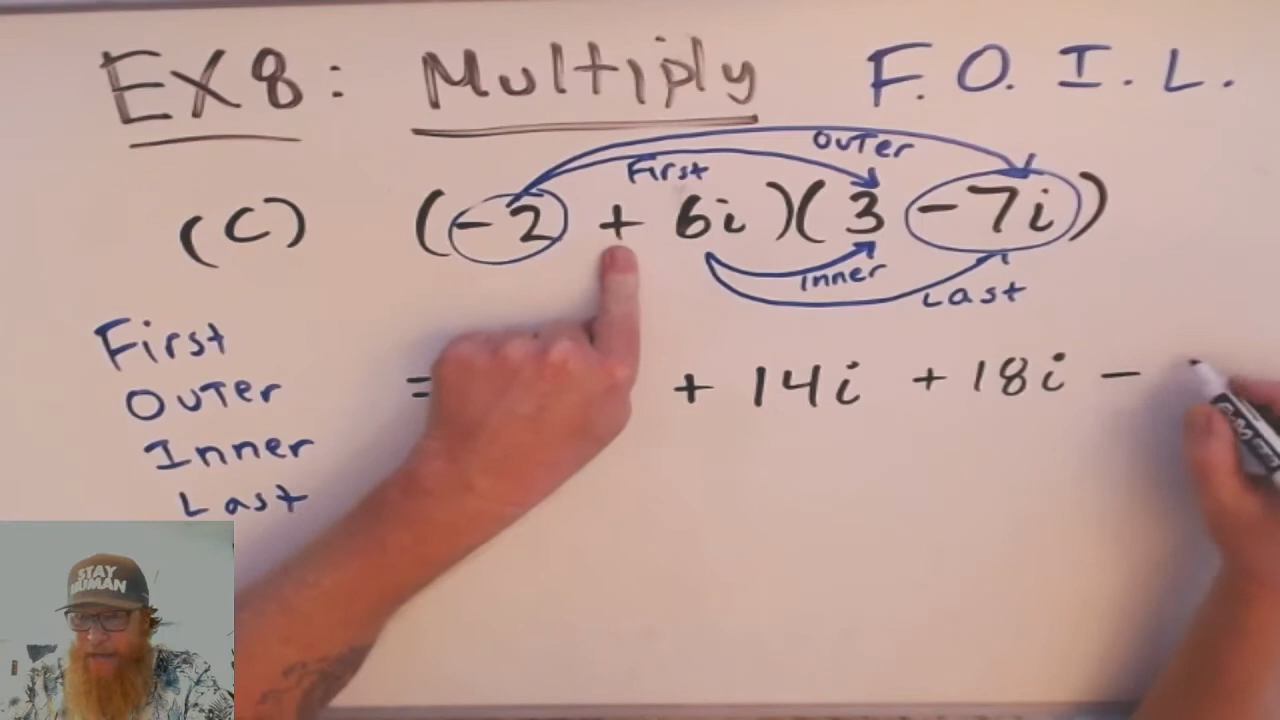 EX8: Multiply F.O.I.L.
Outer
First
(C) (-2 + 6i)(3 -7i)
Inner
Last
First
= + 14i + 18i -
Outer
Inner
Last
STAY
HUMAN